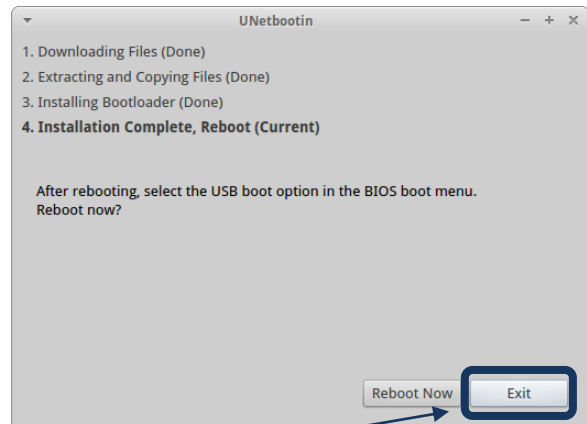 UNetbootin
1. Downloading Files (Done)
2. Extracting and Copying Files (Done)
3. Installing Bootloader (Done)
4. Installation Complete, Reboot (Current)
After rebooting, select the USB boot option in the BIOS boot menu.
Reboot now?
Reboot Now Exit